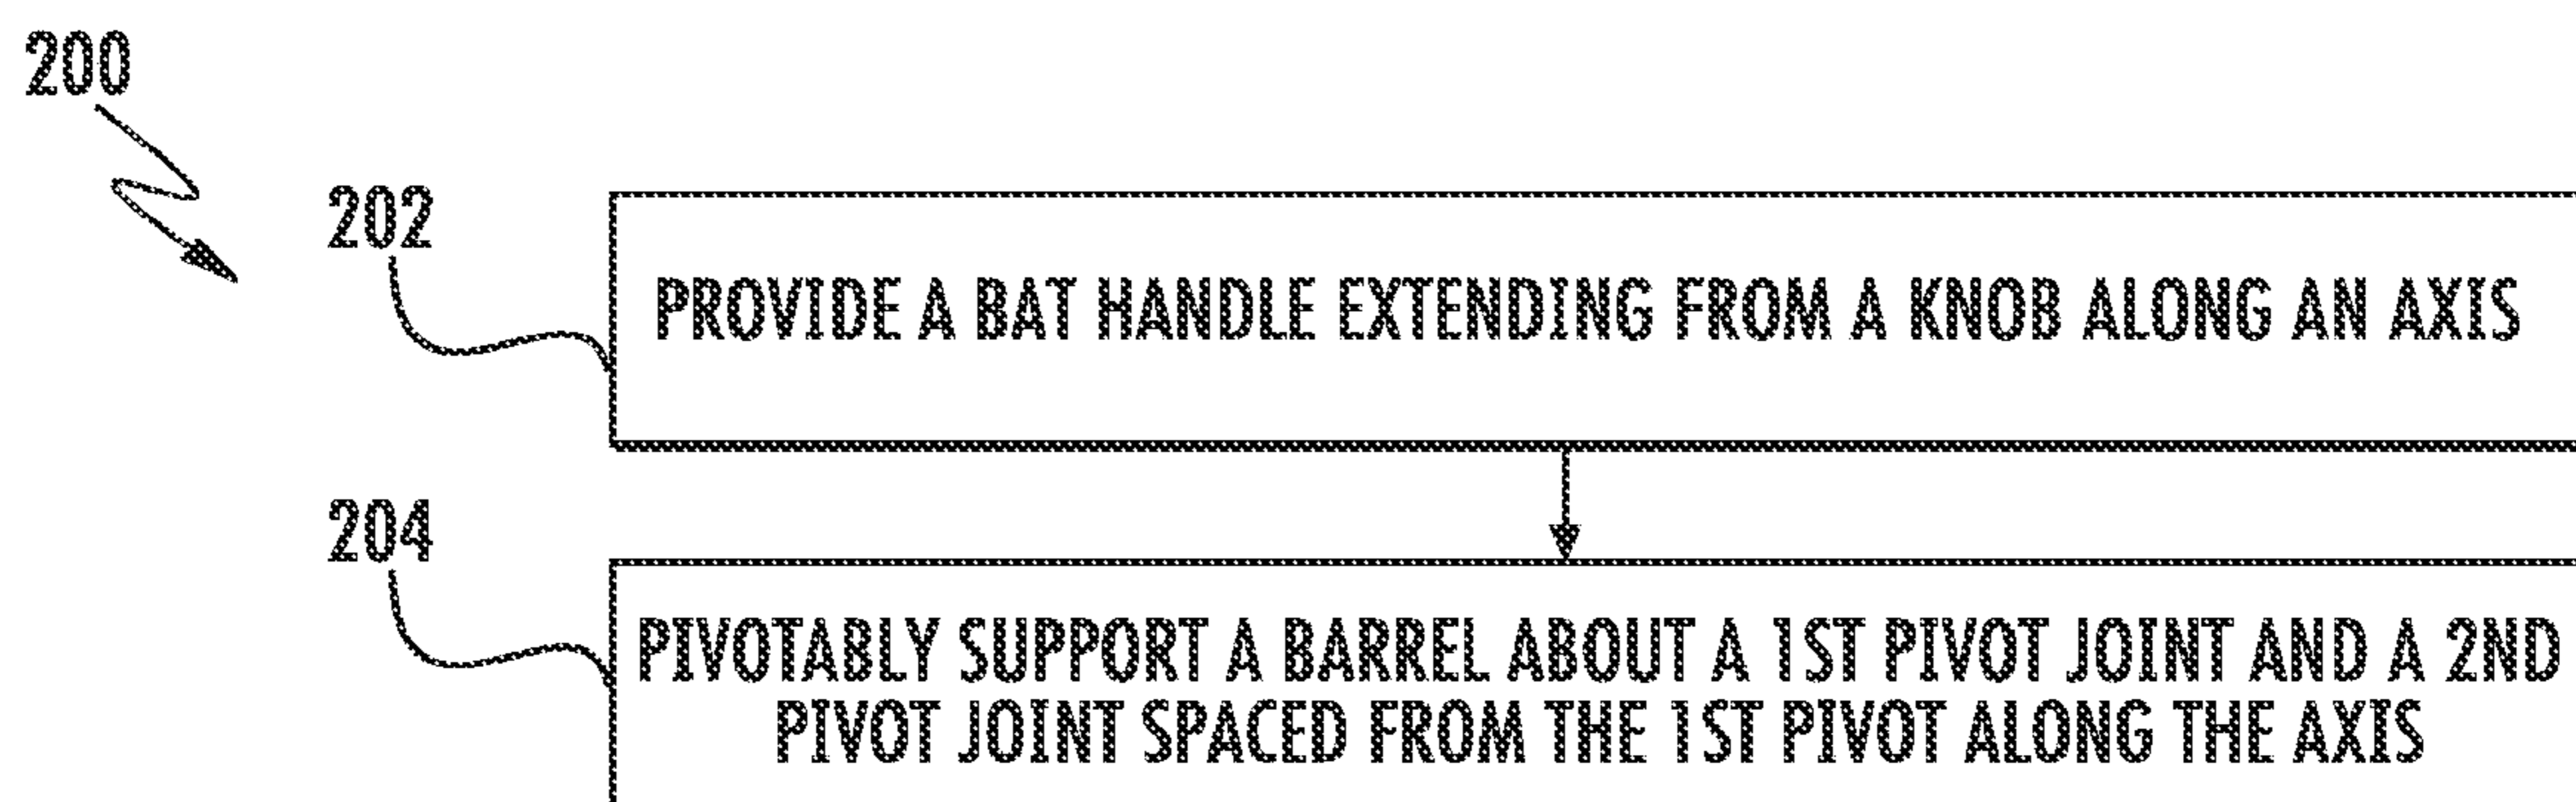 200
202
PROVIDE A BAT HANDLE EXTENDING FROM A KNOB ALONG AN AXIS
204
PIVOTABLY SUPPORT A BARREL ABOUT A 1ST PIVOT JOINT AND A 2ND
PIVOT JOINT SPACED FROM THE 1ST PIVOT ALONG THE AXIS